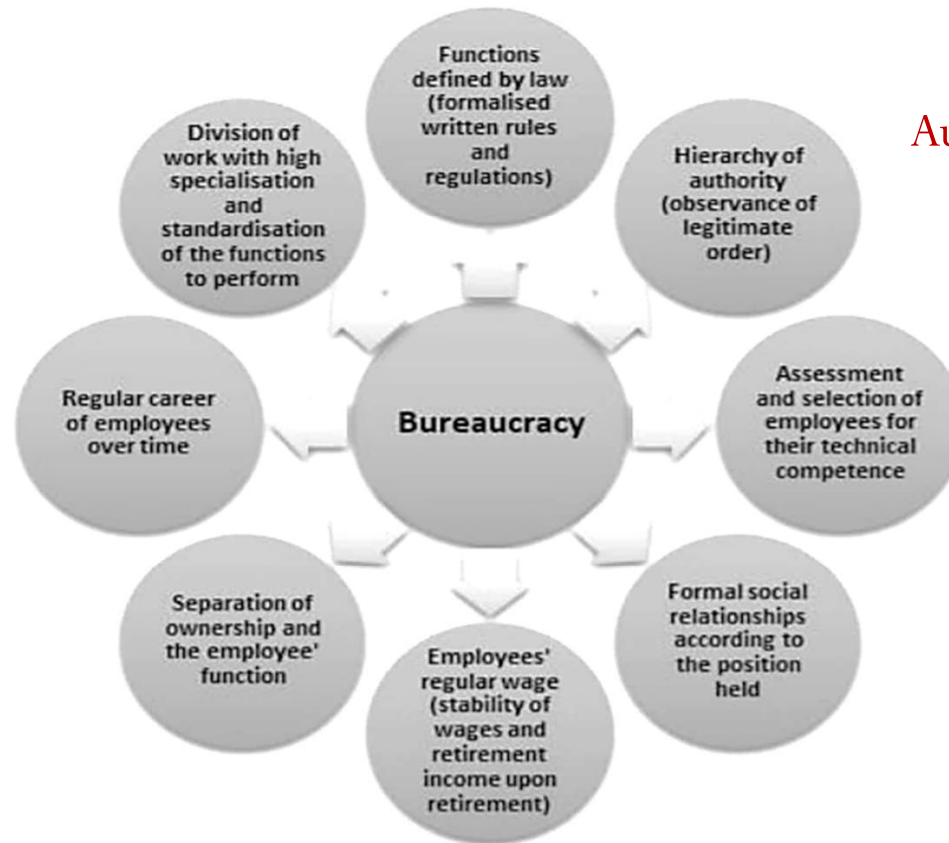 Functions
defined by law
(formalised
written rules
and
regulations)
Au
Hierarchy of
authority
(observance of
legitimate
order)
Assessment
and selection of
employees for
their technical
competence
Formal social
relationships
according to
the position
held
Employees'
regular wage
(stability of
wages and
retirement
income upon
retirement)
Separation of
ownership and
the employee'
function
Regular career
of employees
over time
Division of
work with high
specialisation
and
standardisation
of the functions
to perform
Bureaucracy